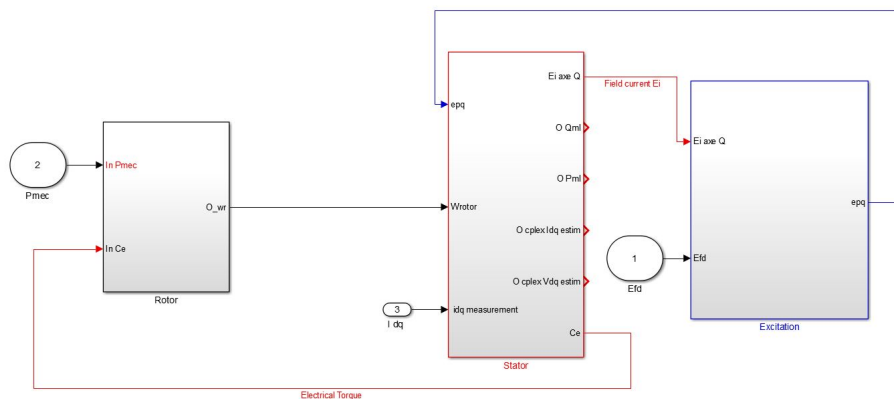 2
Pmec
In Pmec
In Ce
O_wr
Rotor
epq
Wrotor
3
I dq
idq measurement
Ei axe Q
O Qml
O Pml
O cplex Idq estim
O cplex Vdq estim
Ce
Stator
Electrical Torque
Field current Ei
Ei axe Q
1
Efd
Efd
epq
Excitation